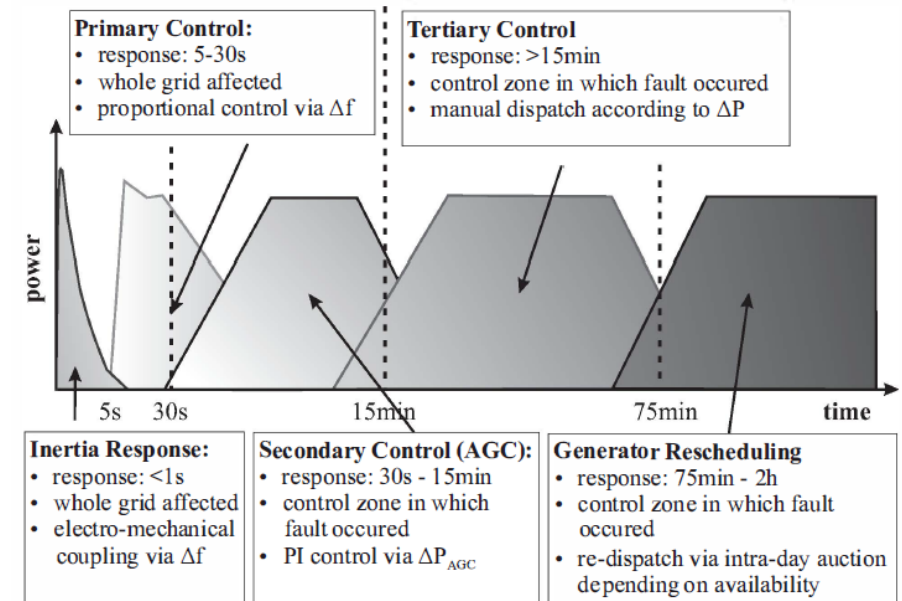 Primary Control:
• response: 5-30s
• whole grid affected
• proportional control via Δf
Tertiary Control
• response: >15min
• control zone in which fault occured
• manual dispatch according to ΔP
power
5s
30s
15min
75min
time
Inertia Response:
• response: <1s
• whole grid affected
• electro-mechanical
coupling via Δf
Secondary Control (AGC):
• response: 30s - 15min
• control zone in which
fault occured
• PI control via ΔP_AGC
Generator Rescheduling
• response: 75min - 2h
• control zone in which fault
occured
• re-dispatch via intra-day auction
depending on availability